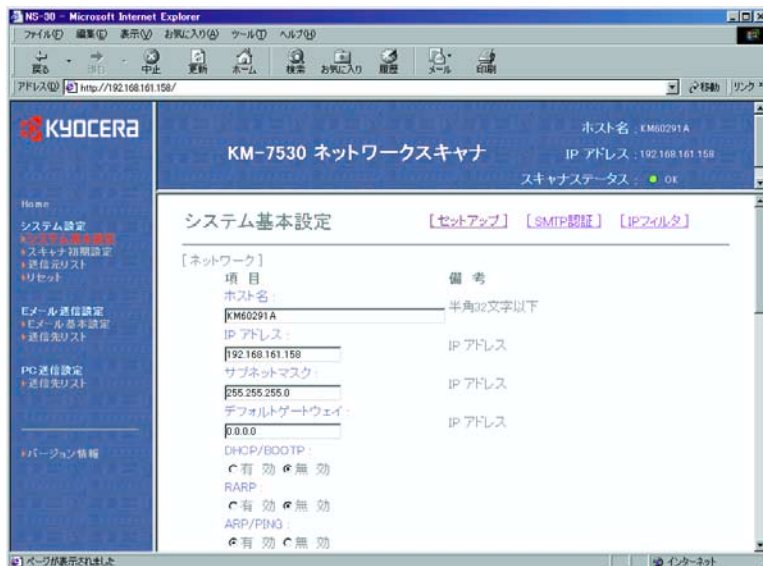 NS-30 - Microsoft Internet Explorer
ファイル(F) 編集(E) 表示(V) お気に入り(A) ツール(T) ヘルプ(H)
戻る 進む 中止 更新 ホーム 検索 お気に入り 履歴 メール 印刷
アドレス(D) http://192.168.161.158/ 移動 リンク »
KYOCERA
KM-7530 ネットワークスキャナ
ホスト名 : KM60291A
IP アドレス : 192.168.161.158
スキャナステータス : OK
Home
システム設定
システム基本設定
スキャナ初期設定
送信元リスト
リセット
Eメール送信設定
Eメール基本設定
送信先リスト
PC送信設定
送信先リスト
バージョン情報
システム基本設定 [セットアップ] [SMTP認証] [IPフィルタ]
[ネットワーク]
項 目 備 考
ホスト名 :
KM60291A 半角32文字以下
IP アドレス :
192.168.161.158 IP アドレス
サブネットマスク :
255.255.255.0 IP アドレス
デフォルトゲートウェイ :
0.0.0.0 IP アドレス
DHCP/BOOTP :
有 効 無 効
RARP :
有 効 無 効
ARP/PING :
有 効 無 効
ページが表示されました インターネット